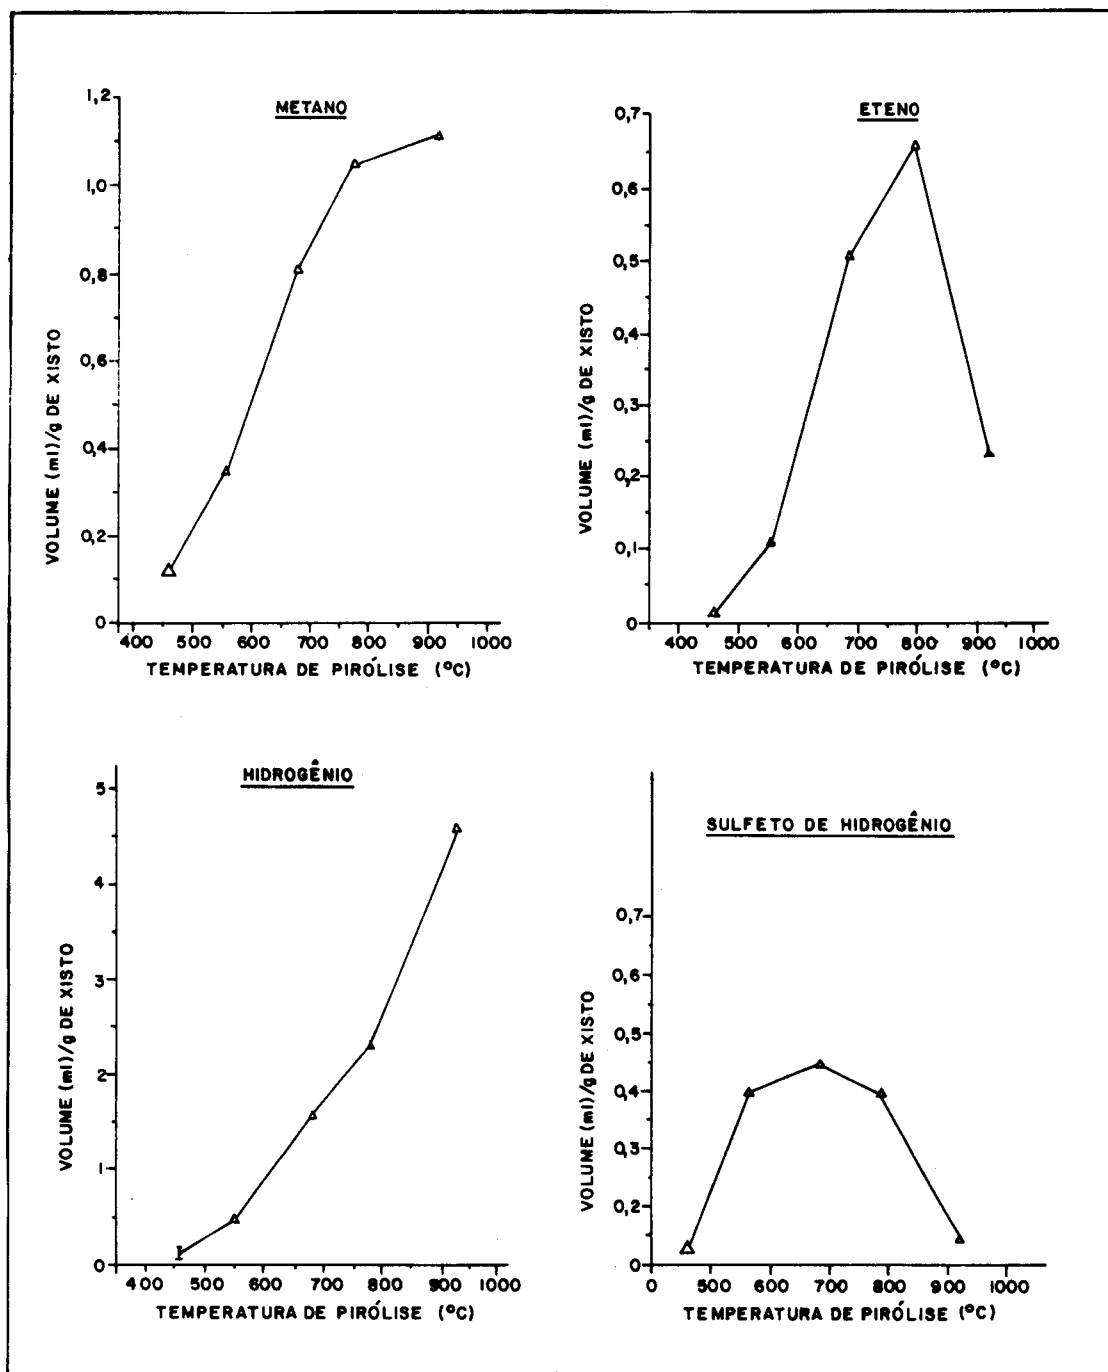 METANO
1,2
1,0
0,8
0,6
0,4
0,2
0
VOLUME (ml)/g DE XISTO
400 500 600 700 800 900 1000
TEMPERATURA DE PIRÓLISE (°C)
ETENO
0,7
0,6
0,5
0,4
0,3
0,2
0,1
0
VOLUME (ml)/g DE XISTO
400 500 600 700 800 900 1000
TEMPERATURA DE PIRÓLISE (°C)
HIDROGÊNIO
5
4
3
2
1
0
VOLUME (ml)/g DE XISTO
400 500 600 700 800 900 1000
TEMPERATURA DE PIRÓLISE (°C)
SULFETO DE HIDROGÊNIO
0,7
0,6
0,5
0,4
0,3
0,2
0
VOLUME (ml)/g DE XISTO
0 500 600 700 800 900 1000
TEMPERATURA DE PIRÓLISE (°C)